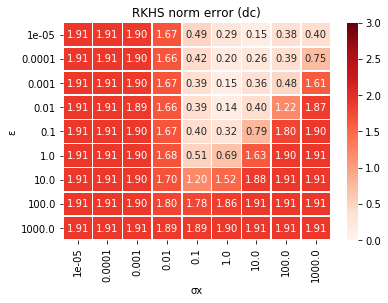 RKHS norm error (dc)
1e-05 1.91 1.91 1.90 1.67 0.49 0.29 0.15 0.38 0.40
0.0001 1.91 1.91 1.90 1.66 0.42 0.20 0.26 0.39 0.75
0.001 1.91 1.91 1.90 1.67 0.39 0.15 0.36 0.48 1.61
0.01 1.91 1.91 1.89 1.66 0.39 0.14 0.40 1.22 1.87
0.1 1.91 1.91 1.90 1.67 0.40 0.32 0.79 1.80 1.90
1.0 1.91 1.91 1.90 1.68 0.51 0.69 1.63 1.90 1.91
10.0 1.91 1.91 1.90 1.70 1.20 1.52 1.88 1.91 1.91
100.0 1.91 1.91 1.90 1.80 1.78 1.86 1.91 1.91 1.91
1000.0 1.91 1.91 1.91 1.89 1.89 1.90 1.91 1.91 1.91
1e-05 0.0001 0.001 0.01 0.1 1.0 10.0 100.0 1000.0
σx
ε
3.0
2.5
2.0
1.5
1.0
0.5
0.0